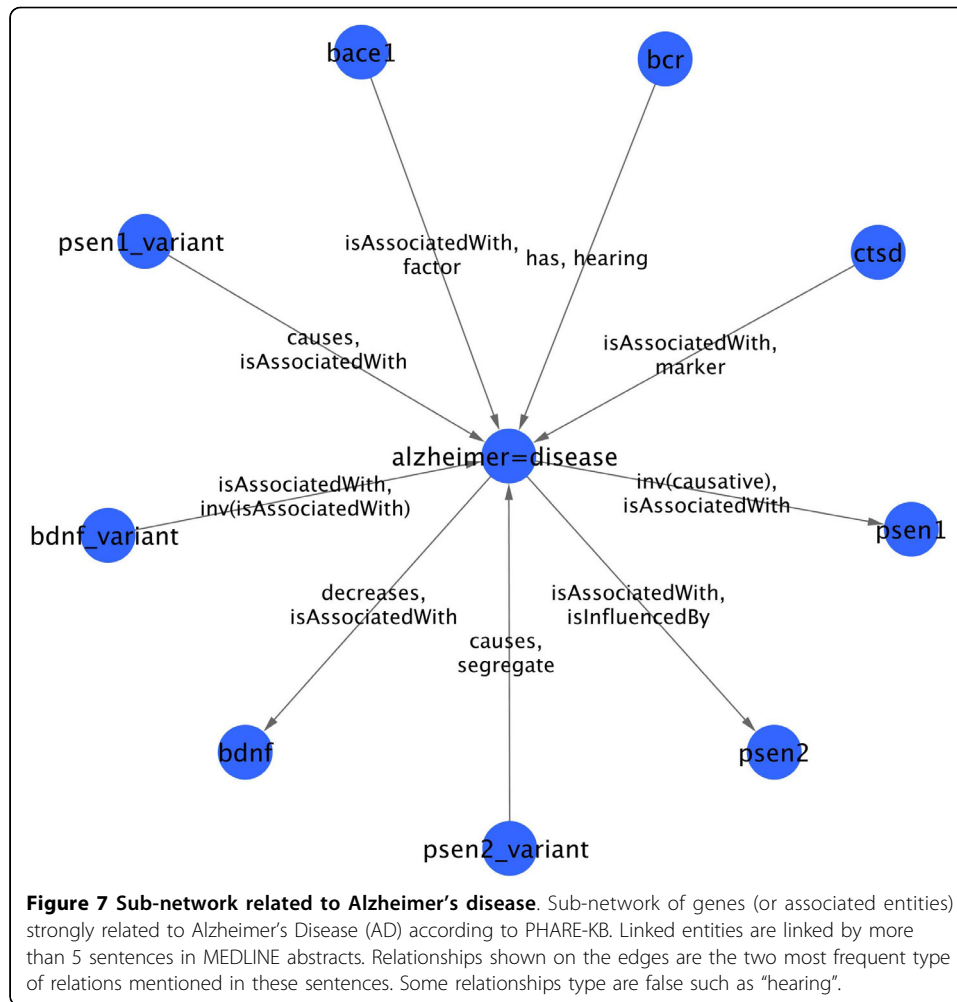 bace1
bcr
psen1_variant
isAssociatedWith,
factor
has, hearing
ctsd
causes,
isAssociatedWith
isAssociatedWith,
marker
alzheimer=disease
isAssociatedWith,
inv(isAssociatedWith)
inv(causative),
isAssociatedWith
bdnf_variant
psen1
decreases,
isAssociatedWith
isAssociatedWith,
isInfluencedBy
causes,
segregate
bdnf
psen2
psen2_variant
Figure 7 Sub-network related to Alzheimer's disease. Sub-network of genes (or associated entities)
strongly related to Alzheimer's Disease (AD) according to PHARE-KB. Linked entities are linked by more
than 5 sentences in MEDLINE abstracts. Relationships shown on the edges are the two most frequent type
of relations mentioned in these sentences. Some relationships type are false such as "hearing".